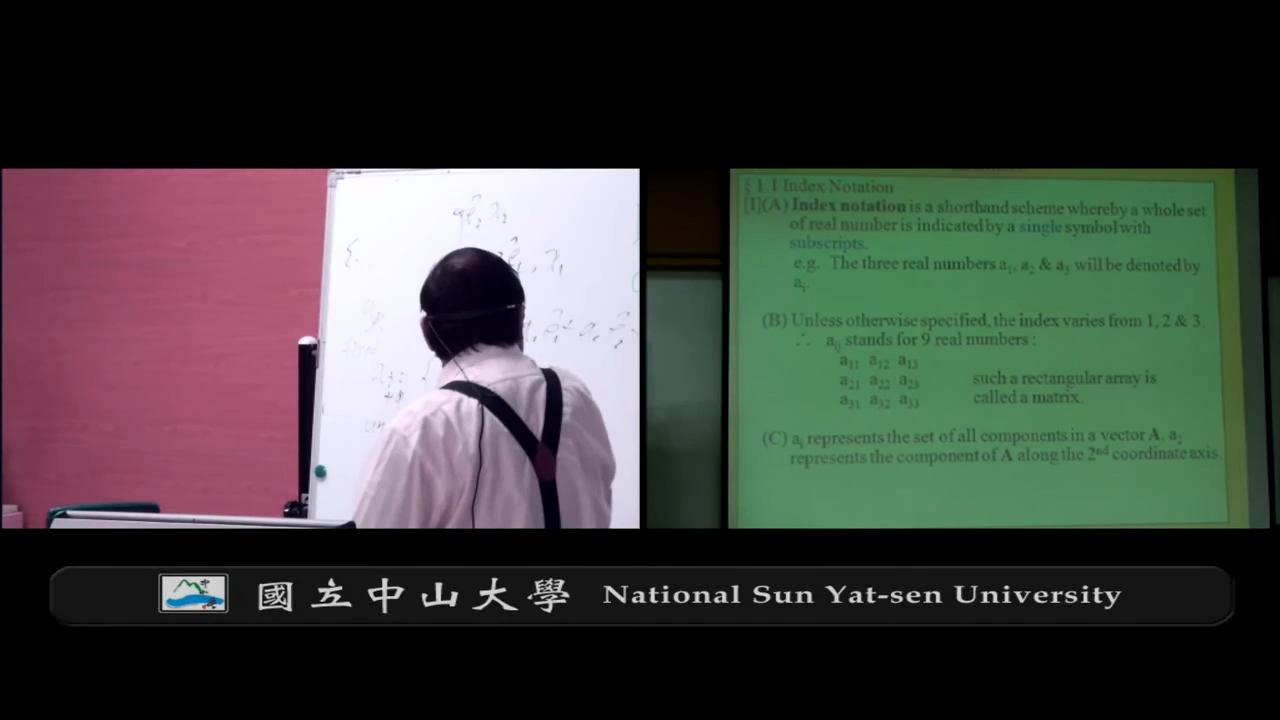 § 1.1 Index Notation
[I](A) Index notation is a shorthand scheme whereby a whole set
of real number is indicated by a single symbol with
subscripts.
e.g. The three real numbers a₁, a₂ & a₃ will be denoted by
aᵢ.
(B) Unless otherwise specified, the index varies from 1, 2 & 3.
∴ aᵢⱼ stands for 9 real numbers :
a₁₁ a₁₂ a₁₃
a₂₁ a₂₂ a₂₃ such a rectangular array is
a₃₁ a₃₂ a₃₃ called a matrix.
(C) aᵢ represents the set of all components in a vector A, a₂
represents the component of A along the 2ⁿᵈ coordinate axis.
國立中山大學 National Sun Yat-sen University